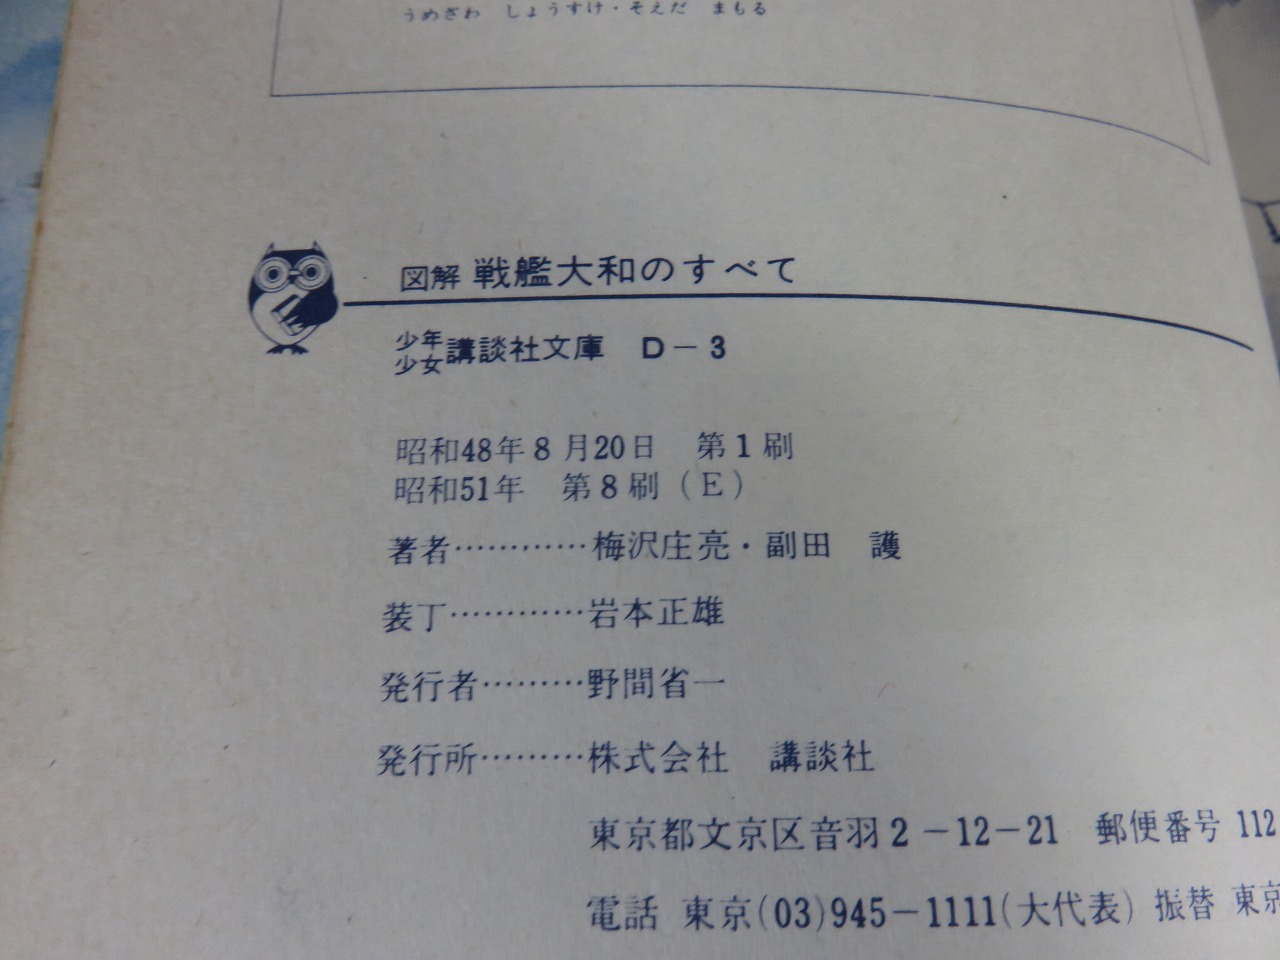 うめざわ しょうすけ・そえだ まもる
図解 戦艦大和のすべて
少年少女講談社文庫 D-3
昭和48年8月20日 第1刷
昭和51年 第8刷(E)
著者…………梅沢庄亮・副田 護
装丁…………岩本正雄
発行者………野間省一
発行所………株式会社 講談社
東京都文京区音羽2-12-21 郵便番号 112
電話 東京(03)945-1111(大代表) 振替 東京